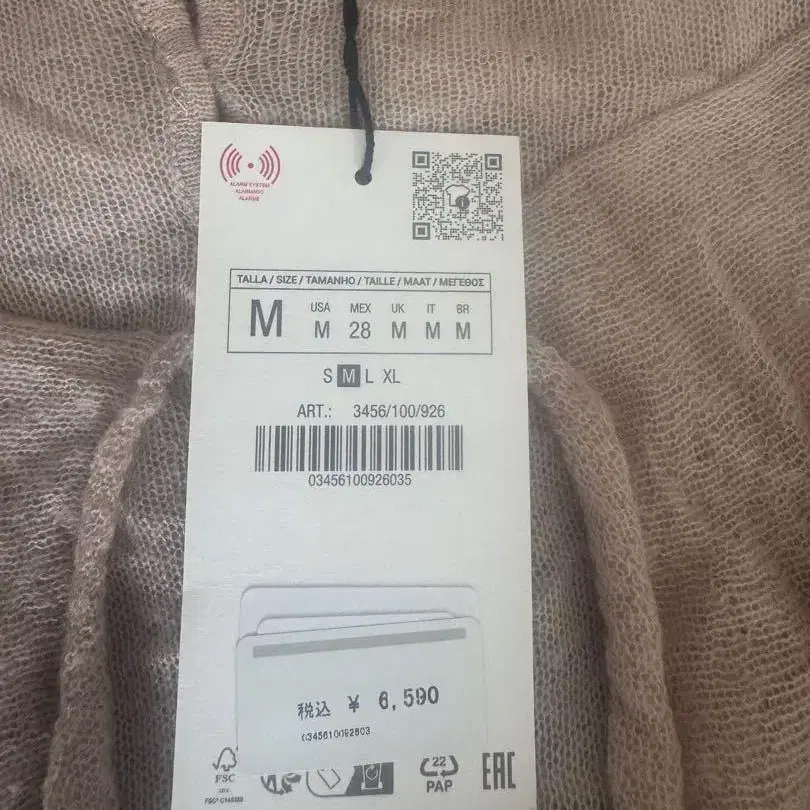 ALARM SYSTEM
ALARMADO
ALARME
TALLA / SIZE / TAMANHO / TAILLE / MAAT / ΜΕΓΕΘΟΣ
M
USA MEX UK IT BR
M 28 M M M
S M L XL
ART.: 3456/100/926
03456100926035
税込 ¥ 6,590
FSC
22
PAP
EAC